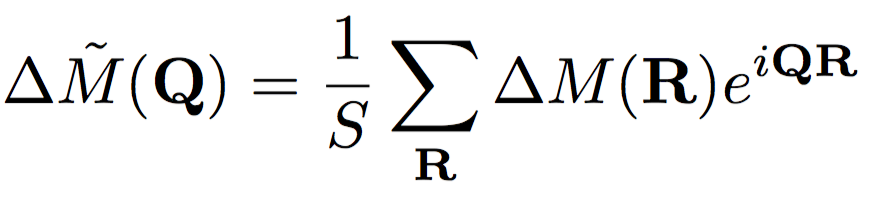 ΔM̃(𝐐) = 1/S ∑_𝐑 ΔM(𝐑)e^{i𝐐𝐑}